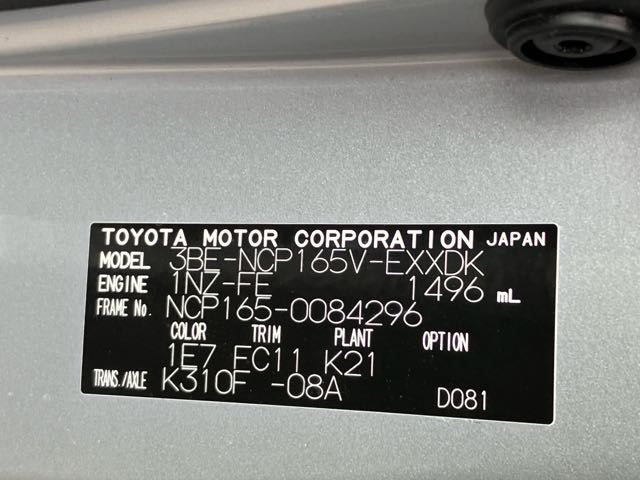 TOYOTA MOTOR CORPORATION JAPAN
MODEL 3BE-NCP165V-EXXDK
ENGINE 1NZ-FE 1496 mL
FRAME No. NCP165-0084296
COLOR TRIM PLANT OPTION
1E7 FC11 K21
TRANS./AXLE K310F -08A D081